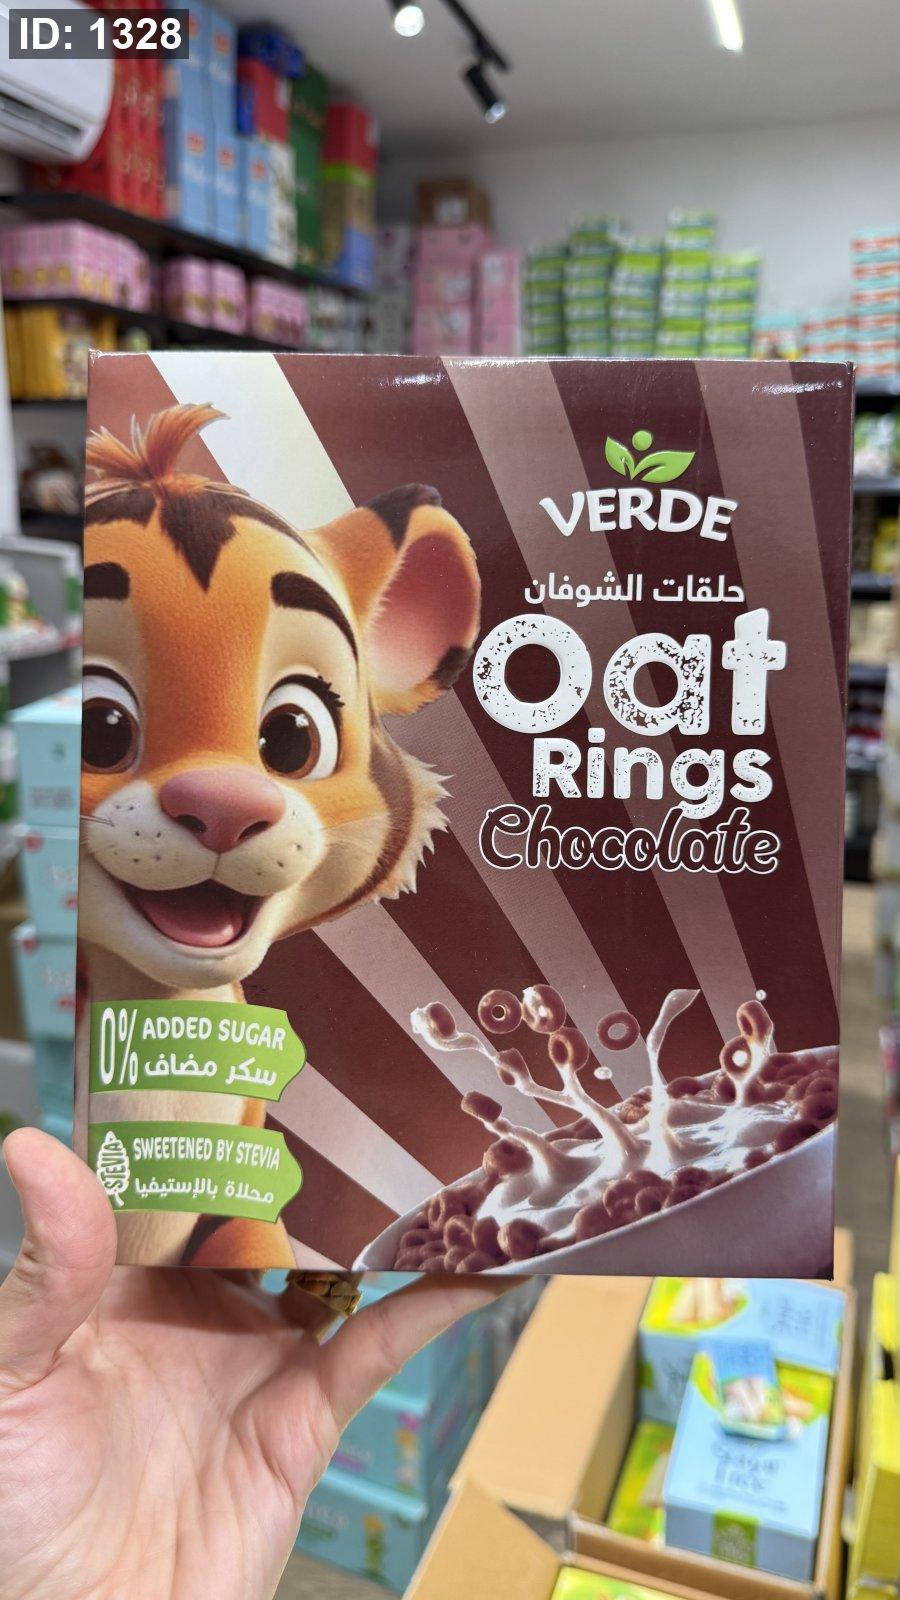 ID: 1328
VERDE
حلقات الشوفان
Oat
Rings
Chocolate
0% ADDED SUGAR
سكر مضاف
SWEETENED BY STEVIA
STEVIA
محلاة بالإستيفيا